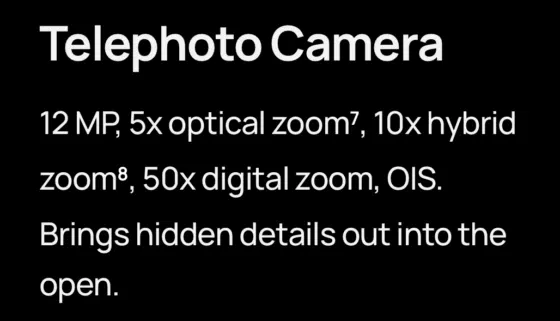 Telephoto Camera
12 MP, 5x optical zoom⁷, 10x hybrid
zoom⁸, 50x digital zoom, OIS.
Brings hidden details out into the
open.